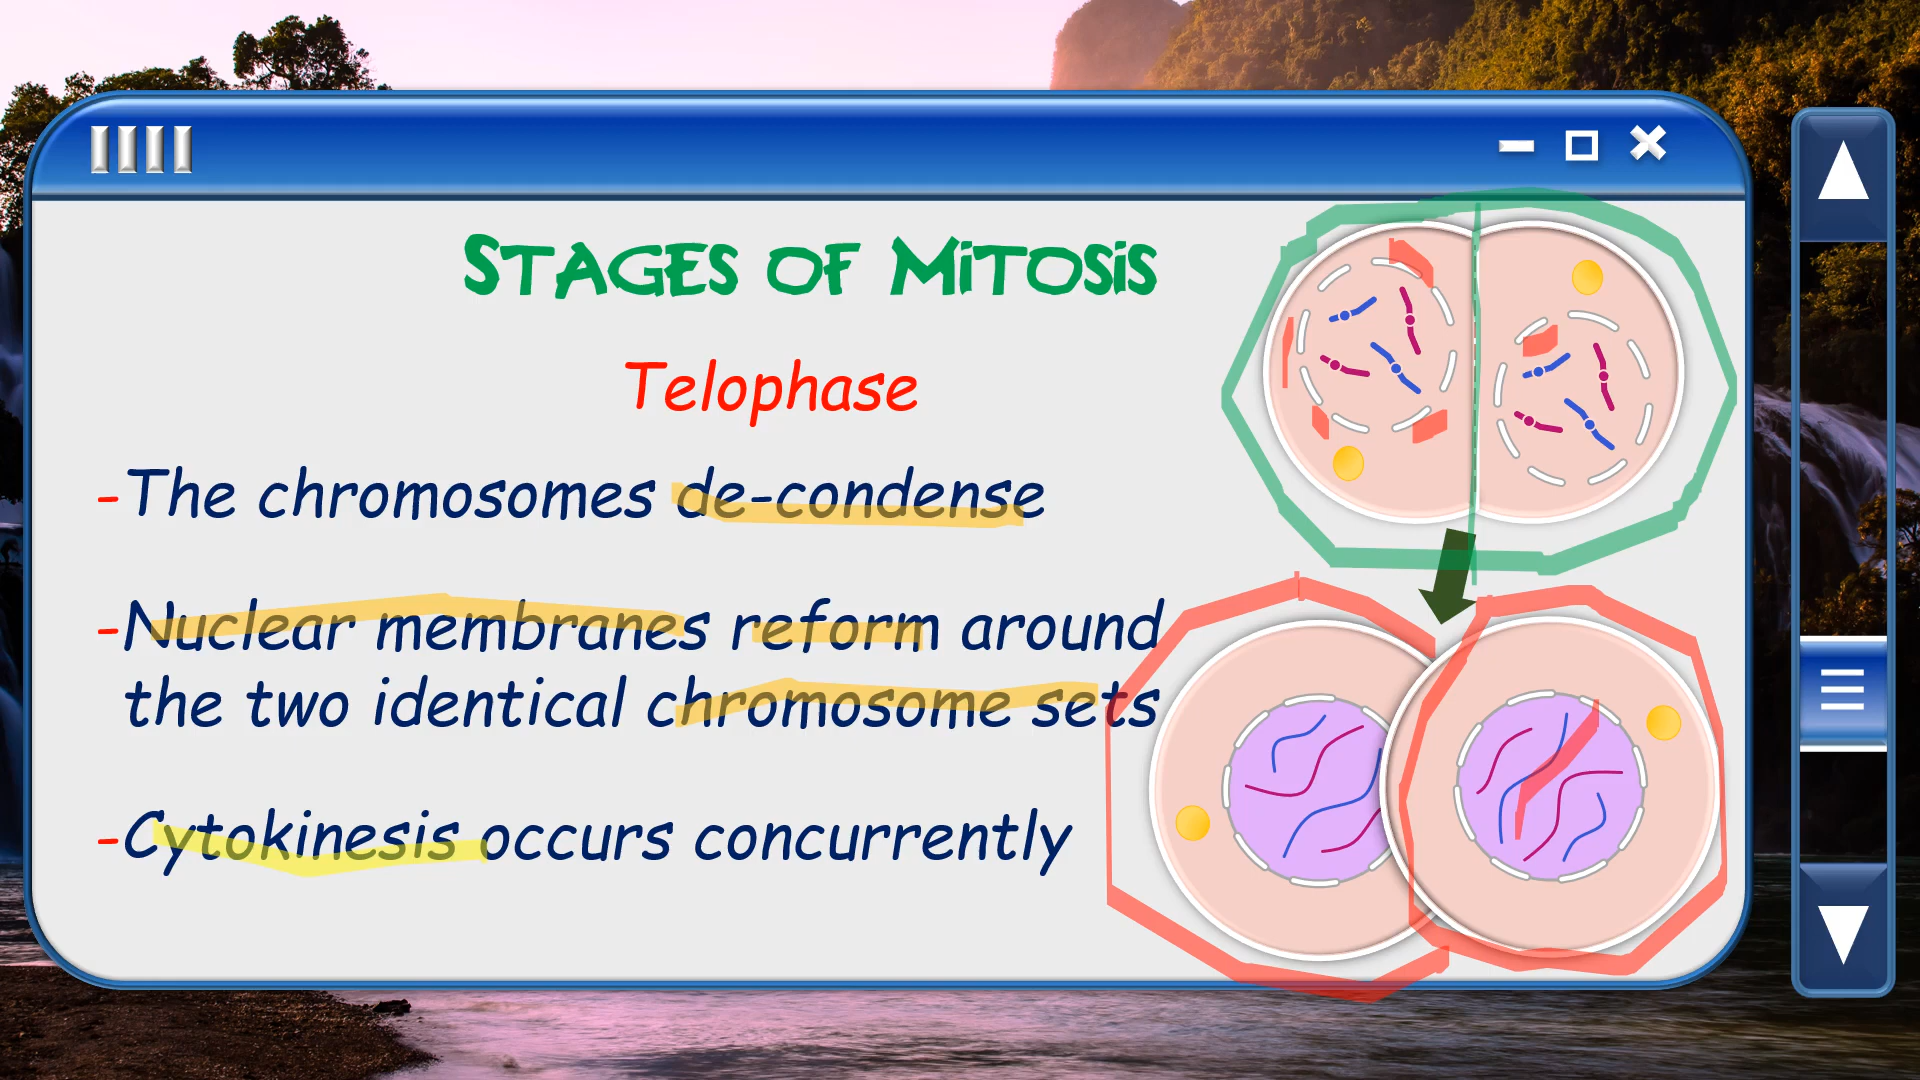 Stages of Mitosis
Telophase
-The chromosomes de-condense
-Nuclear membranes reform around
the two identical chromosome sets
-Cytokinesis occurs concurrently